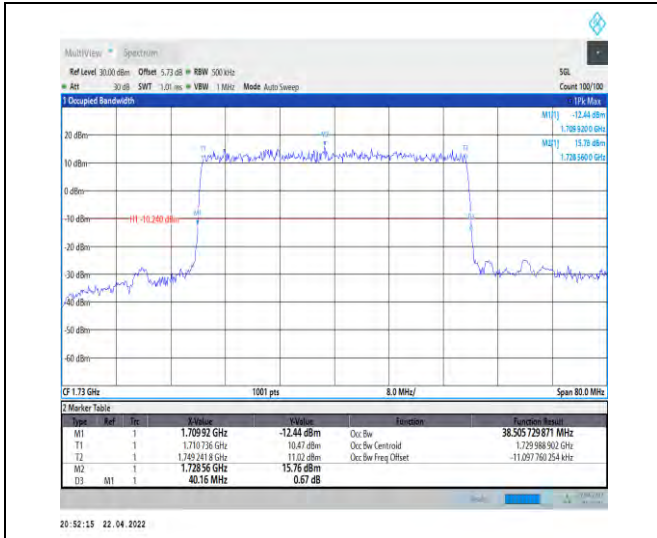 MultiView Spectrum
Ref Level 30.00 dBm Offset 5.73 dB RBW 500 kHz SGL
Att 30 dB SWT 1.01 ms VBW 1 MHz Mode Auto Sweep Count 100/100
1 Occupied Bandwidth 1Pk Max
M1[1] -12.44 dBm
1.709 920 0 GHz
20 dBm M2[1] 15.76 dBm
1.728 560 0 GHz
T1 M2 T2
10 dBm
0 dBm
M1
-10 dBm H1 -10.240 dBm
-20 dBm
-30 dBm
-40 dBm
-50 dBm
-60 dBm
CF 1.73 GHz 1001 pts 8.0 MHz/ Span 80.0 MHz
2 Marker Table
Type Ref Trc X-Value Y-Value Function Function Result
M1 1 1.709 92 GHz -12.44 dBm Occ Bw 38.505 729 871 MHz
T1 1 1.710 736 GHz 10.47 dBm Occ Bw Centroid 1.729 988 902 GHz
T2 1 1.749 241 8 GHz 11.02 dBm Occ Bw Freq Offset -11.097 760 254 kHz
M2 1 1.728 56 GHz 15.76 dBm
D3 M1 1 40.16 MHz 0.67 dB
20:52:15 22.04.2022